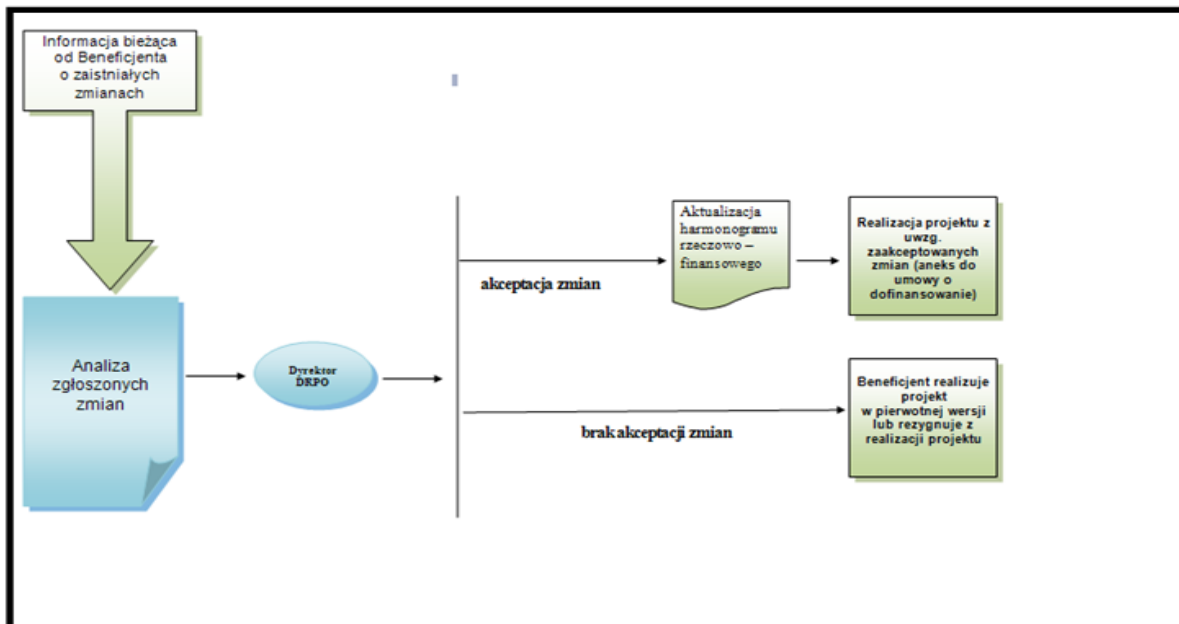 Informacja bieżąca
od Beneficjenta
o zaistniałych
zmianach
Analiza
zgłoszonych
zmian
Dyrektor
DRPO
akceptacja zmian
Aktualizacja
harmonogramu
rzeczowo –
finansowego
Realizacja projektu z
uwzg.
zaakceptowanych
zmian (aneks do
umowy o
dofinansowanie)
brak akceptacji zmian
Beneficjent realizuje
projekt
w pierwotnej wersji
lub rezygnuje z
realizacji projektu